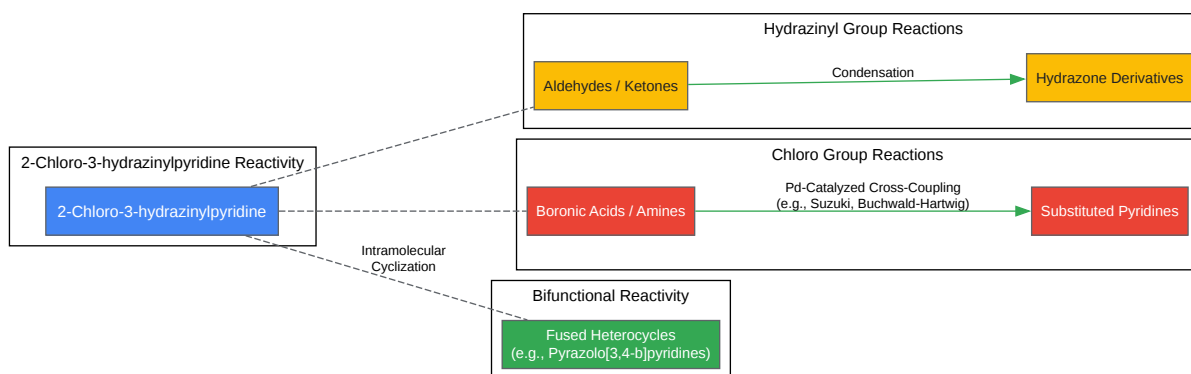 2-Chloro-3-hydrazinylpyridine Reactivity
2-Chloro-3-hydrazinylpyridine
Hydrazinyl Group Reactions
Aldehydes / Ketones
Condensation
Hydrazone Derivatives
Chloro Group Reactions
Boronic Acids / Amines
Pd-Catalyzed Cross-Coupling
(e.g., Suzuki, Buchwald-Hartwig)
Substituted Pyridines
Intramolecular
Cyclization
Bifunctional Reactivity
Fused Heterocycles
(e.g., Pyrazolo[3,4-b]pyridines)